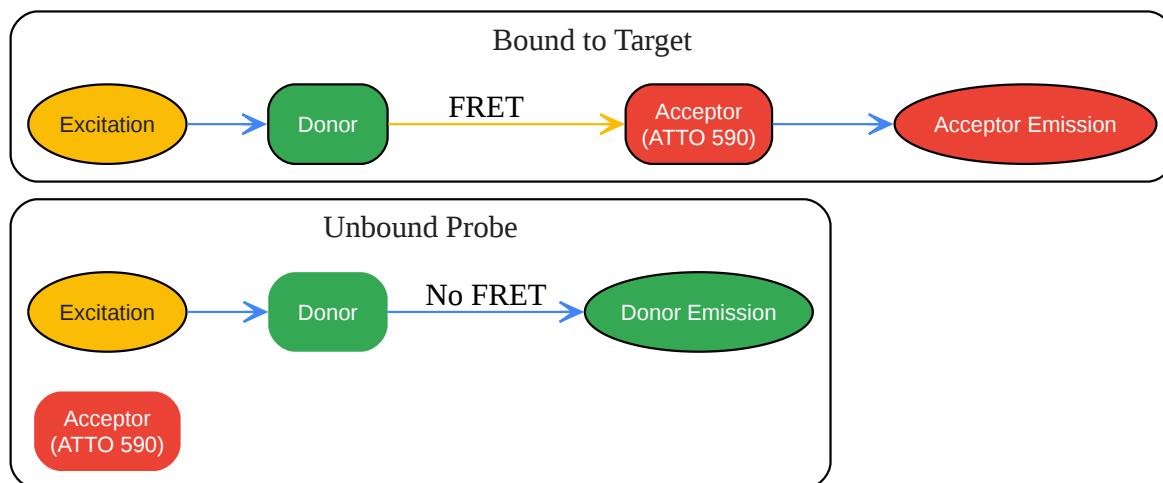 Bound to Target
Excitation
Donor
FRET
Acceptor
(ATTO 590)
Acceptor Emission
Unbound Probe
Excitation
Donor
No FRET
Donor Emission
Acceptor
(ATTO 590)